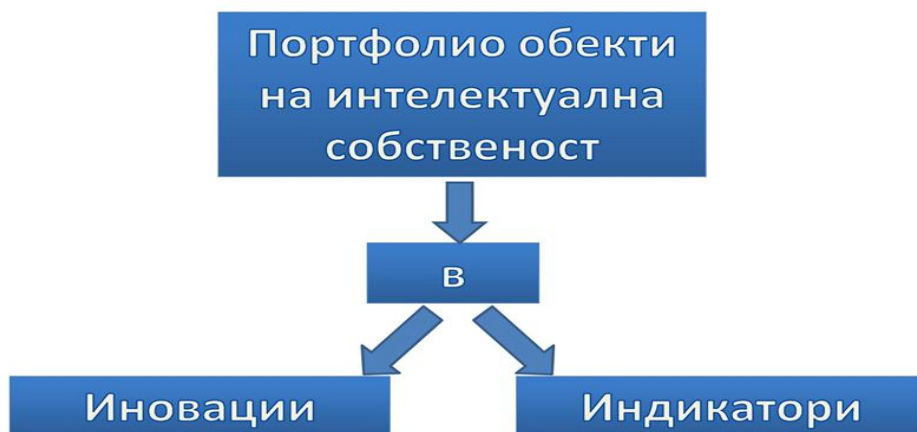 Портфолио обекти
на интелектуална
собственост
в
Иновации
Индикатори